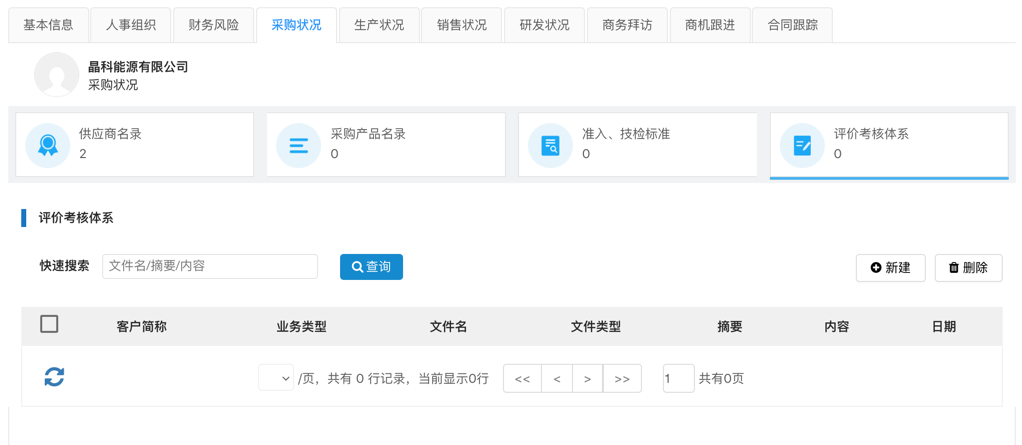 基本信息 人事组织 财务风险 采购状况 生产状况 销售状况 研发状况 商务拜访 商机跟进 合同跟踪
晶科能源有限公司
采购状况
供应商名录 采购产品名录 准入、技检标准 评价考核体系
2 0 0 0
评价考核体系
快速搜索 文件名/摘要/内容 查询 新建 删除
客户简称 业务类型 文件名 文件类型 摘要 内容 日期
/页，共有 0 行记录，当前显示0行 << < > >> 1 共有0页